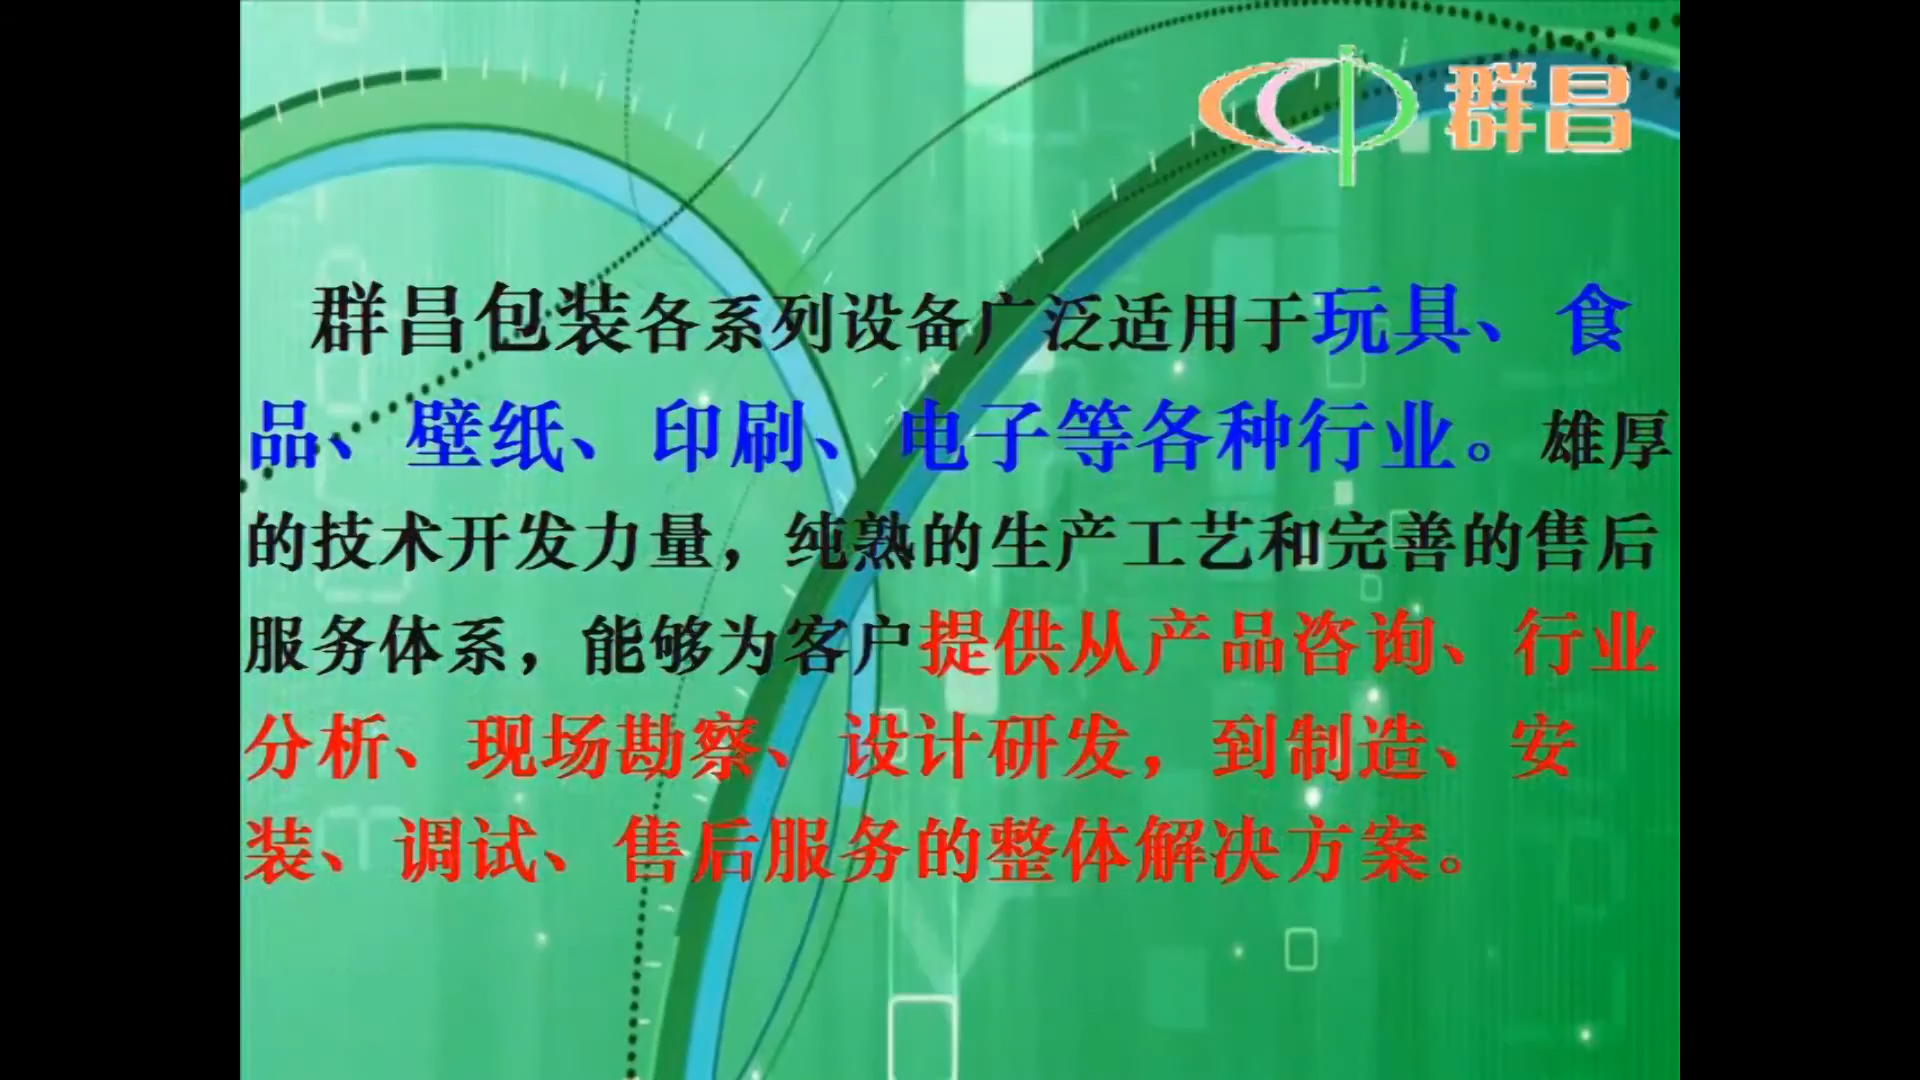 群昌
群昌包装各系列设备广泛适用于玩具、食
品、壁纸、印刷、电子等各种行业。雄厚
的技术开发力量，纯熟的生产工艺和完善的售后
服务体系，能够为客户提供从产品咨询、行业
分析、现场勘察、设计研发，到制造、安
装、调试、售后服务的整体解决方案。